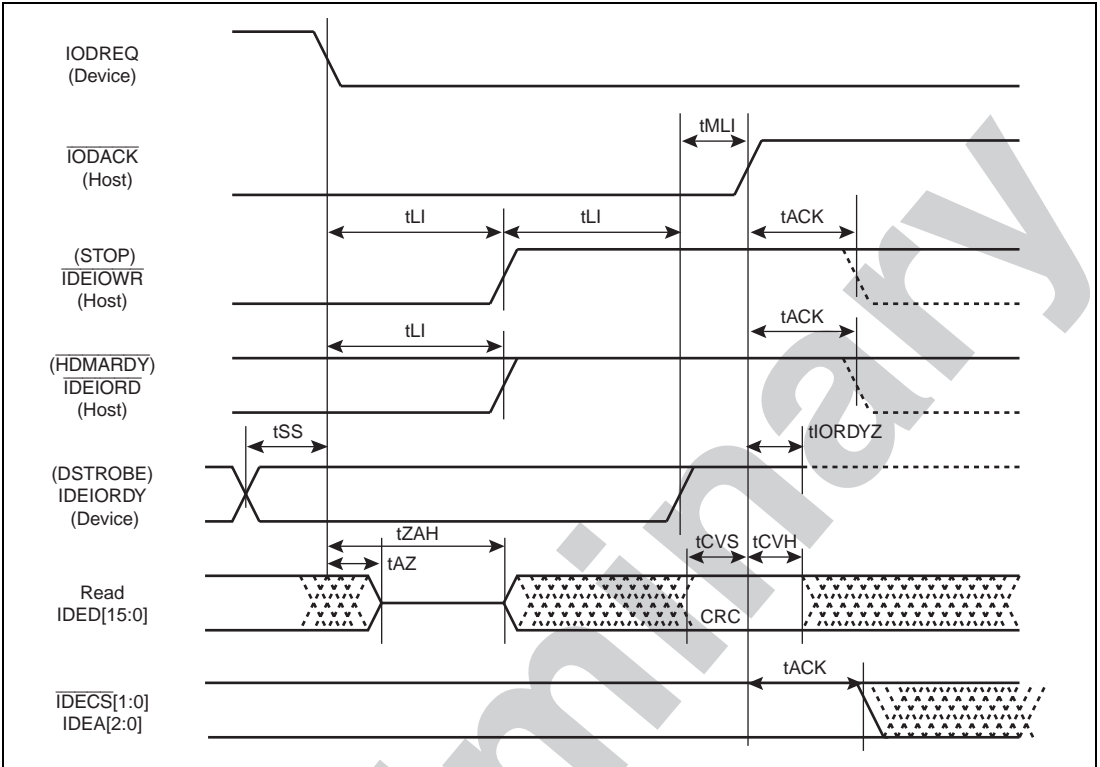 IODREQ
(Device)
tMLI
IODACK
(Host)
tLI
tLI
tACK
(STOP)
IDEIOWR
(Host)
tLI
tACK
(HDMARDY)
IDEIORD
(Host)
tSS
tIORDYZ
(DSTROBE)
IDEIORDY
(Device)
tZAH
tCVS
tCVH
tAZ
Read
IDED[15:0]
CRC
tACK
IDECS[1:0]
IDEA[2:0]